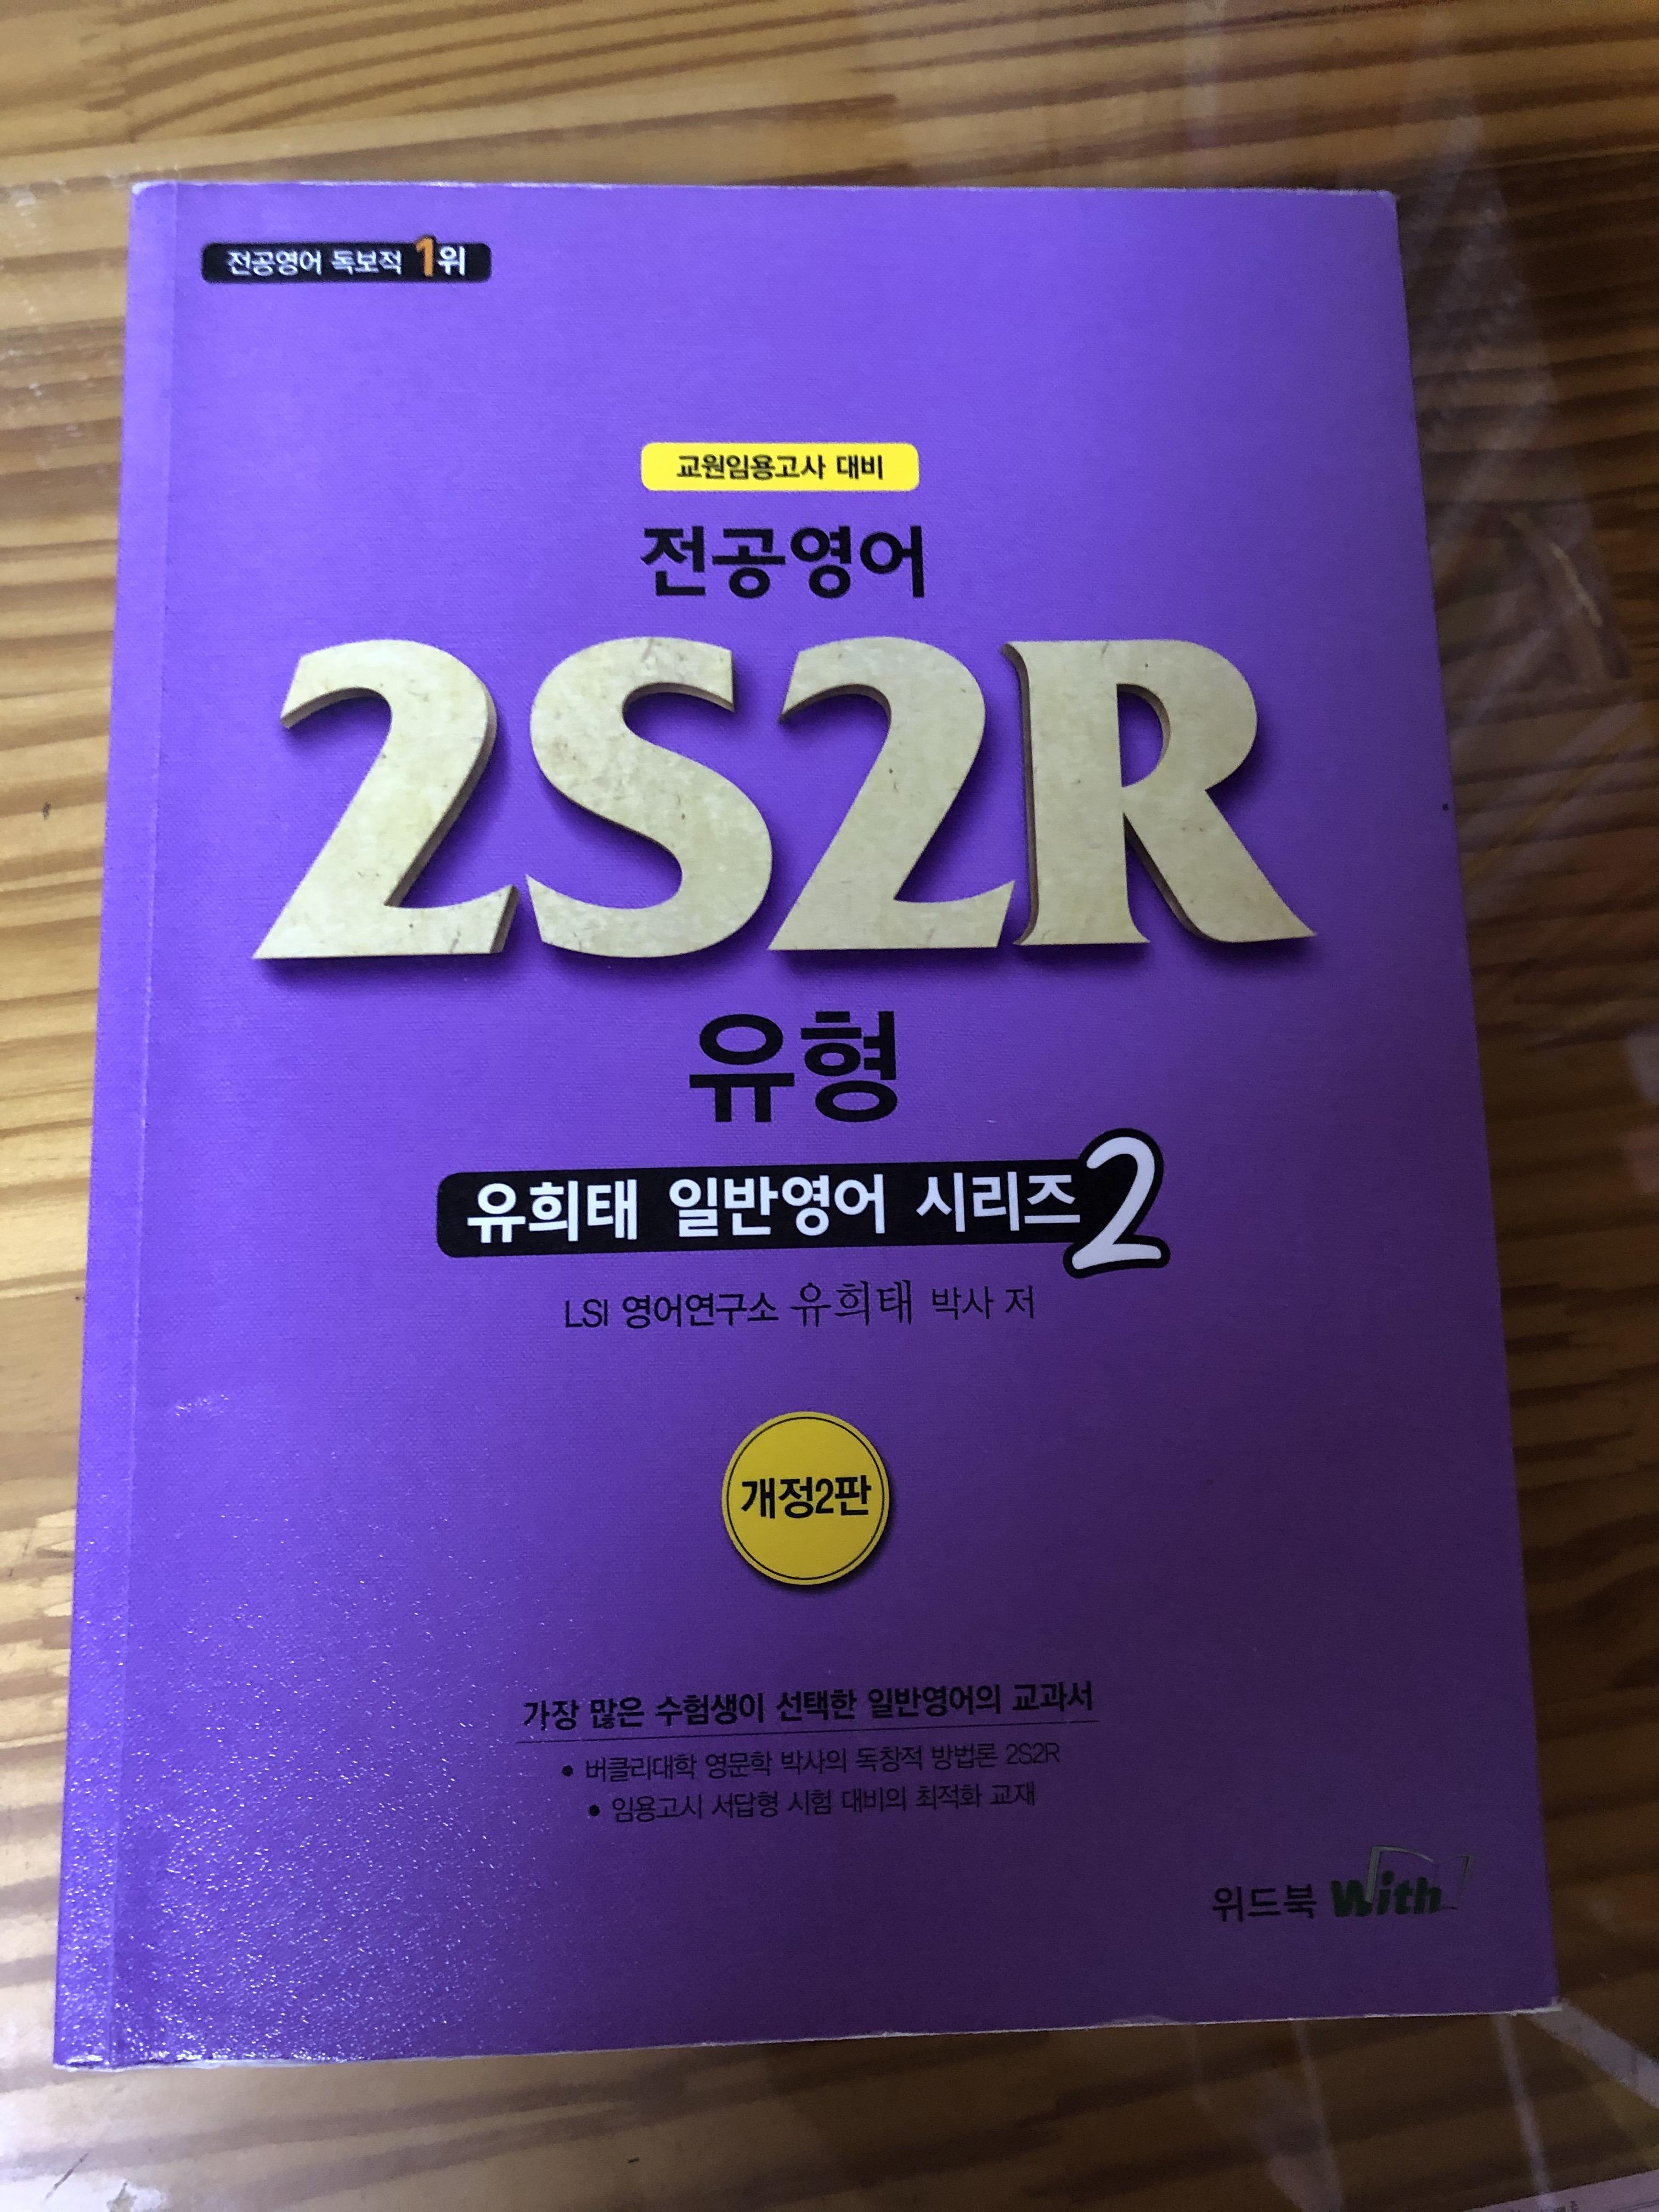 전공영어 독보적 1위
교원임용고사 대비
전공영어
2S2R
유형
유희태 일반영어 시리즈 2
LSI 영어연구소 유희태 박사 저
개정2판
가장 많은 수험생이 선택한 일반영어의 교과서
• 버클리대학 영문학 박사의 독창적 방법론 2S2R
• 임용고시 서답형 시험 대비의 최적화 교재
위드북 With